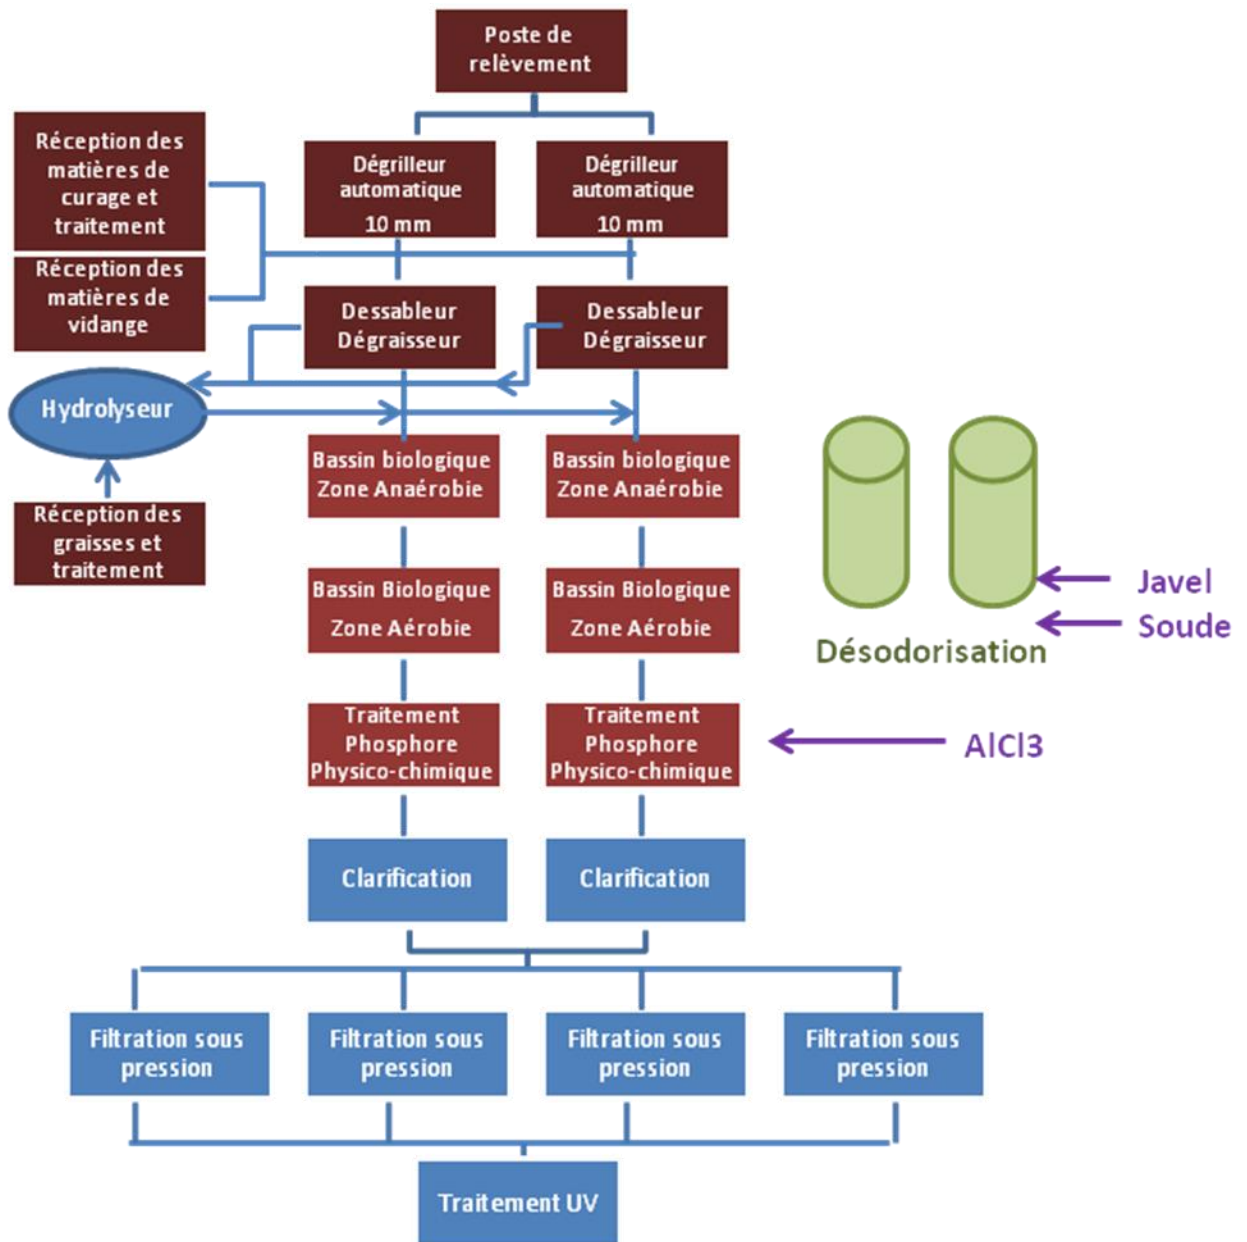 Poste de
relèvement
Réception des
matières de
curage et
traitement
Dégrilleur
automatique
10 mm
Dégrilleur
automatique
10 mm
Réception des
matières de
vidange
Dessableur
Dégraisseur
Dessableur
Dégraisseur
Hydrolyseur
Réception des
graisses et
traitement
Bassin biologique
Zone Anaérobie
Bassin biologique
Zone Anaérobie
Bassin Biologique
Zone Aérobie
Bassin Biologique
Zone Aérobie
Javel
Soude
Désodorisation
Traitement
Phosphore
Physico-chimique
Traitement
Phosphore
Physico-chimique
AlCl3
Clarification
Clarification
Filtration sous
pression
Filtration sous
pression
Filtration sous
pression
Filtration sous
pression
Traitement UV